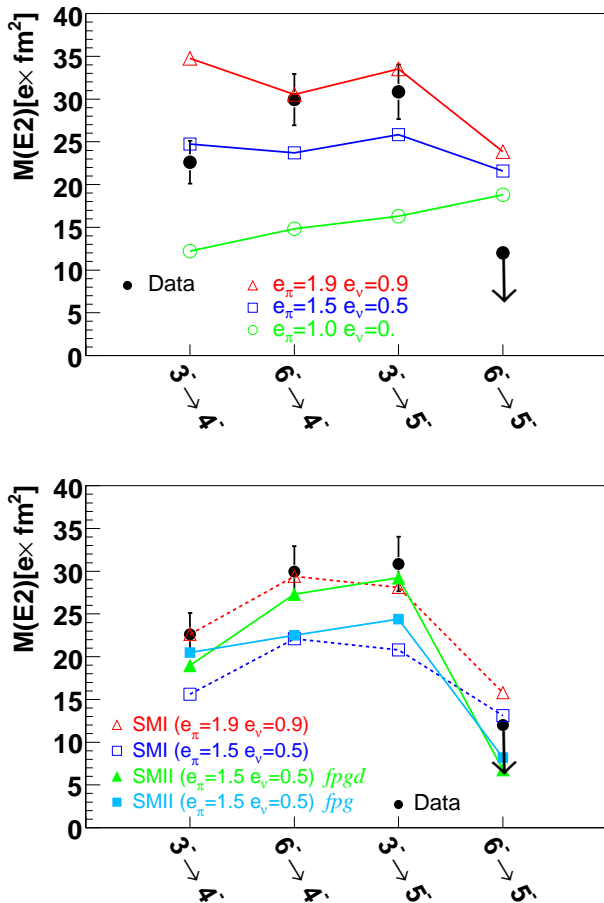 M(E2)[e× fm²]
40
35
30
25
20
15
10
5
0
Data
e_π=1.9 e_ν=0.9
e_π=1.5 e_ν=0.5
e_π=1.0 e_ν=0.
3⁻→4⁻
6⁻→4⁻
3⁻→5⁻
6⁻→5⁻
M(E2)[e× fm²]
40
35
30
25
20
15
10
5
0
SMI (e_π=1.9 e_ν=0.9)
SMI (e_π=1.5 e_ν=0.5)
SMII (e_π=1.5 e_ν=0.5) fpgd
SMII (e_π=1.5 e_ν=0.5) fpg
Data
3⁻→4⁻
6⁻→4⁻
3⁻→5⁻
6⁻→5⁻